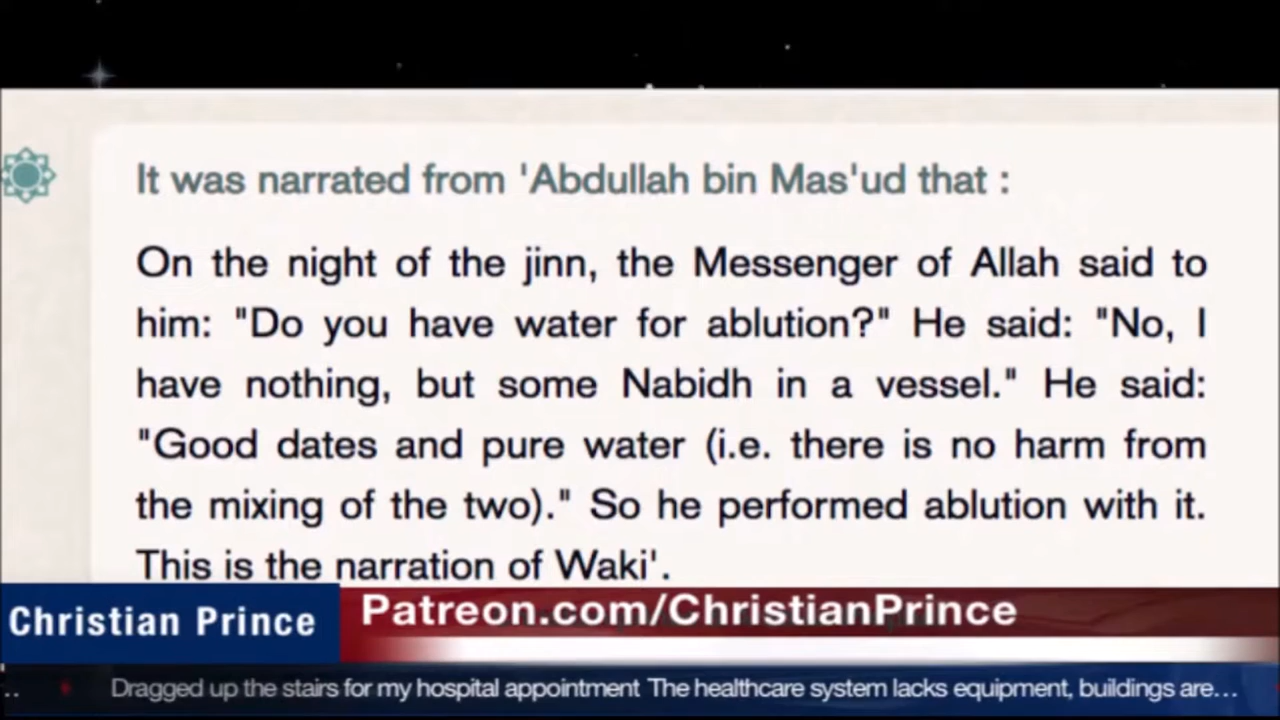 It was narrated from 'Abdullah bin Mas'ud that :
On the night of the jinn, the Messenger of Allah said to
him: "Do you have water for ablution?" He said: "No, I
have nothing, but some Nabidh in a vessel." He said:
"Good dates and pure water (i.e. there is no harm from
the mixing of the two)." So he performed ablution with it.
This is the narration of Waki'.
Christian Prince
Patreon.com/ChristianPrince
.. Dragged up the stairs for my hospital appointment The healthcare system lacks equipment, buildings are…